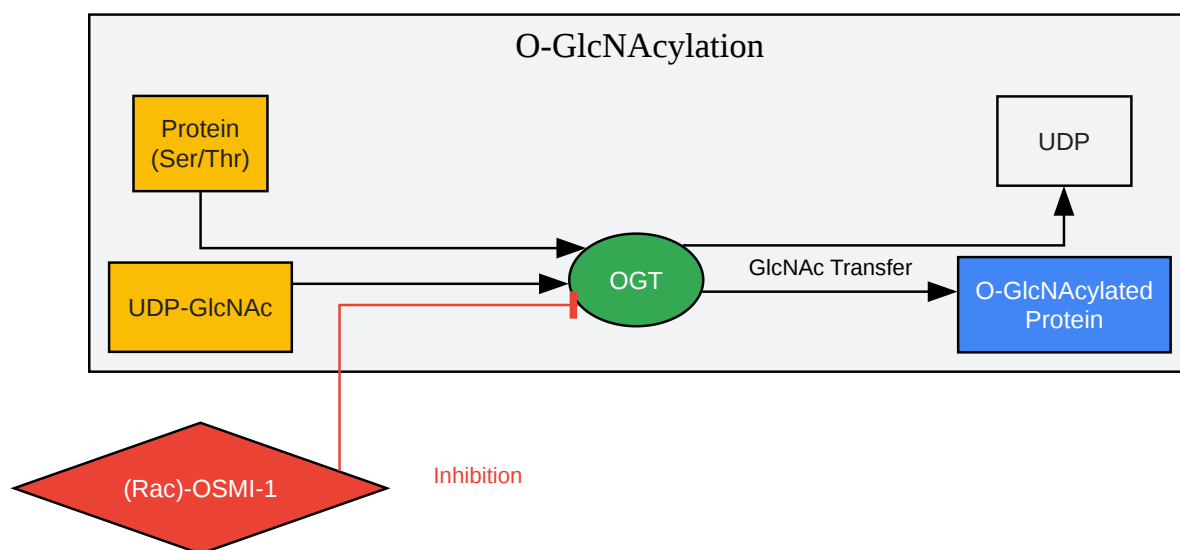 O-GlcNAcylation
Protein
(Ser/Thr)
UDP
UDP-GlcNAc
OGT
GlcNAc Transfer
O-GlcNAcylated
Protein
(Rac)-OSMI-1
Inhibition